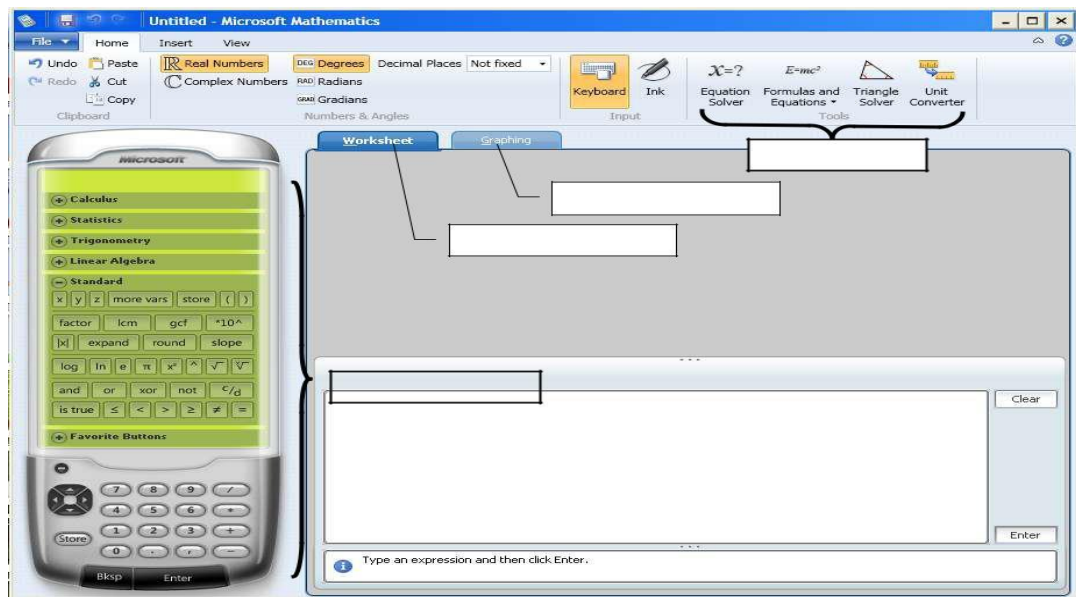 Untitled - Microsoft Mathematics
File Home Insert View
Undo Paste Real Numbers DEG Degrees Decimal Places Not fixed
Redo Cut Complex Numbers RAD Radians
Copy GRAD Gradians
Keyboard Ink
X=? E=mc²
Equation Solver Formulas and Equations Triangle Solver Unit Converter
Clipboard Numbers & Angles Input Tools
Worksheet Graphing
Microsoft
Calculus
Statistics
Trigonometry
Linear Algebra
Standard
x y z more vars store ( )
factor lcm gcf *10^
|x| expand round slope
log ln e π x² ^ √ ∛
and or xor not c/d
is true ≤ < > ≥ ≠ =
Favorite Buttons
7 8 9 /
4 5 6 *
Store 1 2 3 +
0 . , -
Bksp Enter
Clear
Enter
Type an expression and then click Enter.